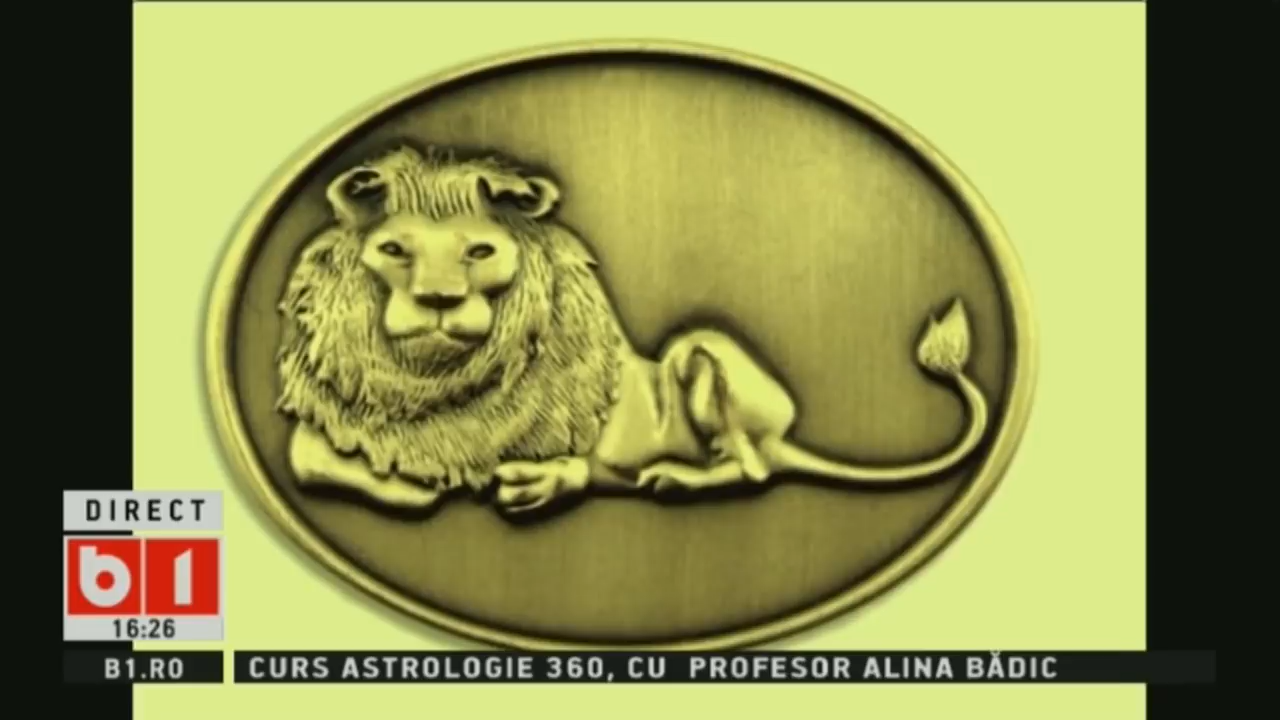 DIRECT
b1
16:26
B1.RO
CURS ASTROLOGIE 360, CU PROFESOR ALINA BĂDIC